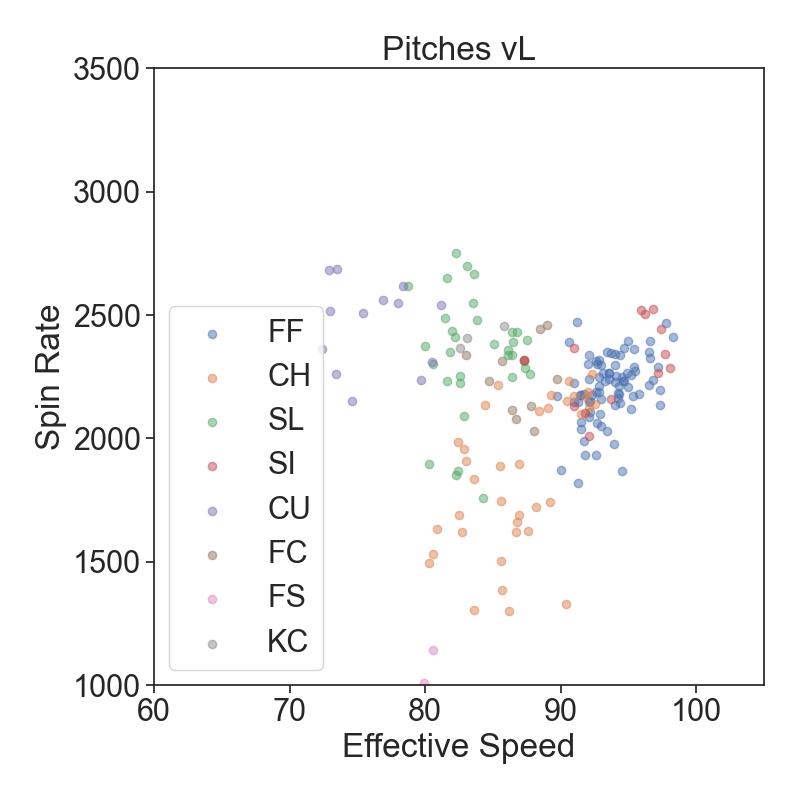 Pitches vL
3500
3000
2500
2000
1500
1000
Spin Rate
FF
CH
SL
SI
CU
FC
FS
KC
60 70 80 90 100
Effective Speed